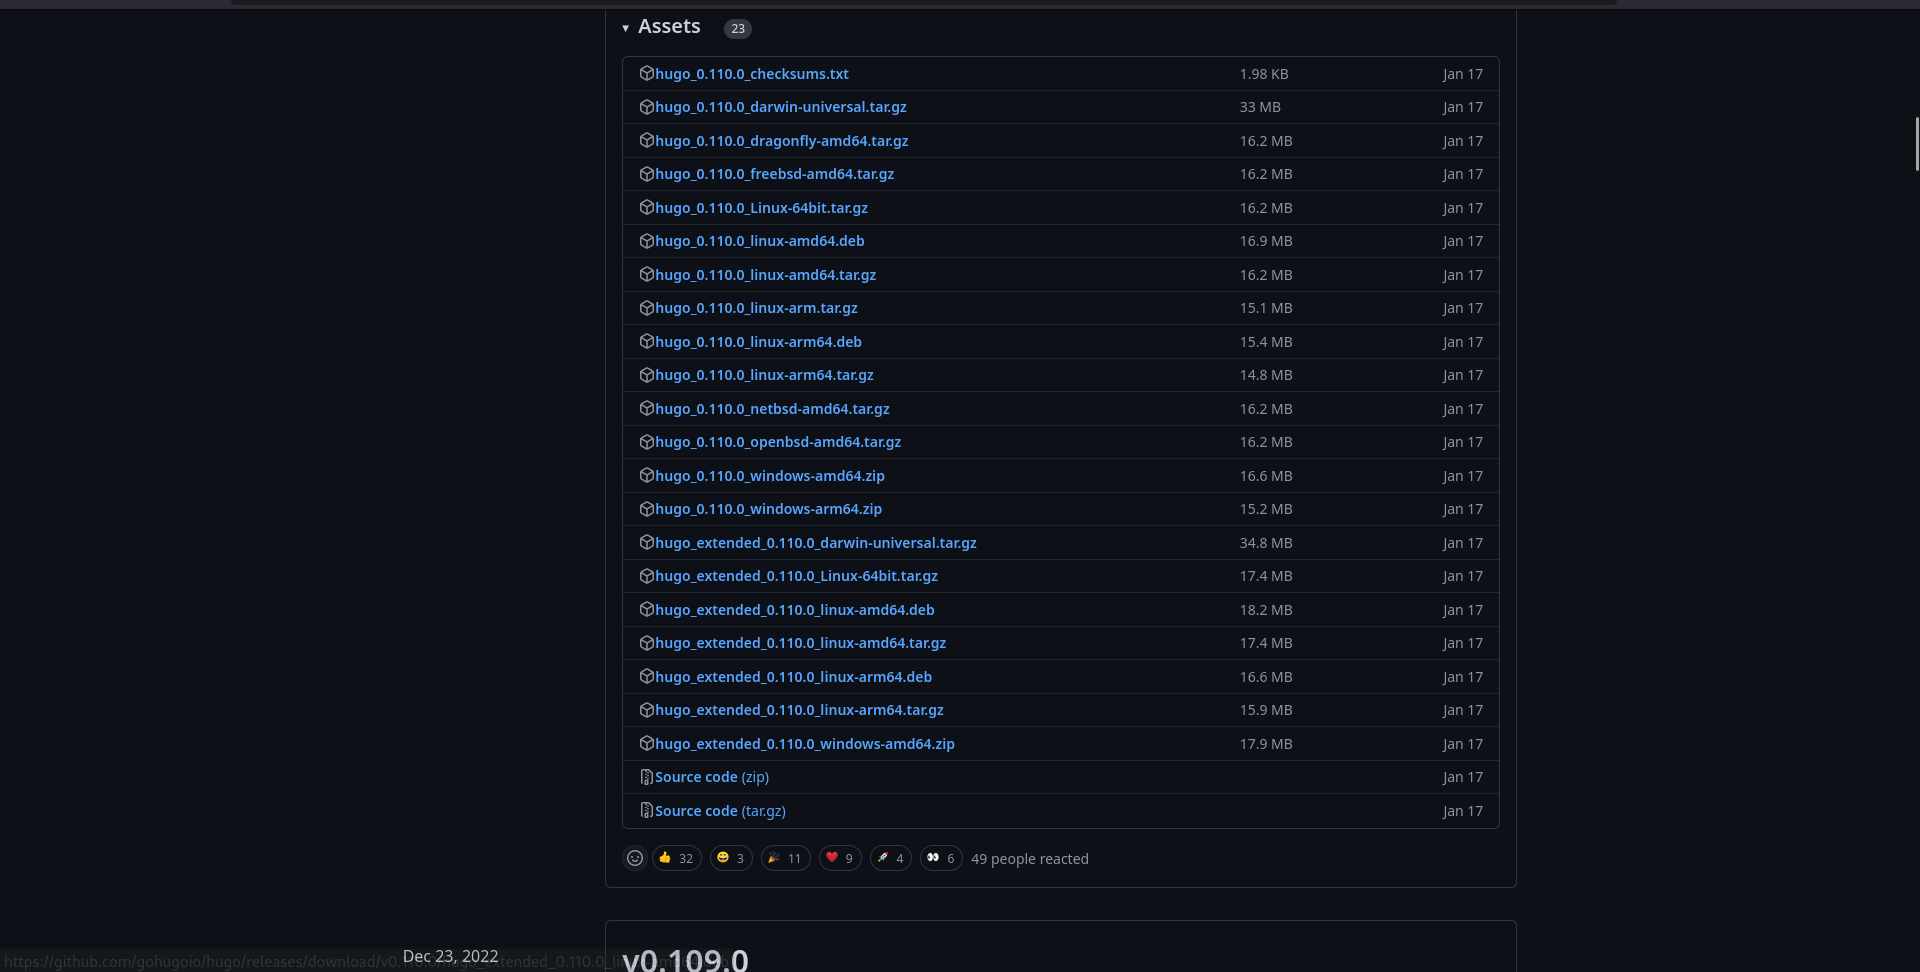 ▼ Assets 23
hugo_0.110.0_checksums.txt 1.98 KB Jan 17
hugo_0.110.0_darwin-universal.tar.gz 33 MB Jan 17
hugo_0.110.0_dragonfly-amd64.tar.gz 16.2 MB Jan 17
hugo_0.110.0_freebsd-amd64.tar.gz 16.2 MB Jan 17
hugo_0.110.0_Linux-64bit.tar.gz 16.2 MB Jan 17
hugo_0.110.0_linux-amd64.deb 16.9 MB Jan 17
hugo_0.110.0_linux-amd64.tar.gz 16.2 MB Jan 17
hugo_0.110.0_linux-arm.tar.gz 15.1 MB Jan 17
hugo_0.110.0_linux-arm64.deb 15.4 MB Jan 17
hugo_0.110.0_linux-arm64.tar.gz 14.8 MB Jan 17
hugo_0.110.0_netbsd-amd64.tar.gz 16.2 MB Jan 17
hugo_0.110.0_openbsd-amd64.tar.gz 16.2 MB Jan 17
hugo_0.110.0_windows-amd64.zip 16.6 MB Jan 17
hugo_0.110.0_windows-arm64.zip 15.2 MB Jan 17
hugo_extended_0.110.0_darwin-universal.tar.gz 34.8 MB Jan 17
hugo_extended_0.110.0_Linux-64bit.tar.gz 17.4 MB Jan 17
hugo_extended_0.110.0_linux-amd64.deb 18.2 MB Jan 17
hugo_extended_0.110.0_linux-amd64.tar.gz 17.4 MB Jan 17
hugo_extended_0.110.0_linux-arm64.deb 16.6 MB Jan 17
hugo_extended_0.110.0_linux-arm64.tar.gz 15.9 MB Jan 17
hugo_extended_0.110.0_windows-amd64.zip 17.9 MB Jan 17
Source code (zip) Jan 17
Source code (tar.gz) Jan 17
👍 32 😄 3 🎉 11 ❤️ 9 🚀 4 👀 6 49 people reacted
Dec 23, 2022 v0.109.0